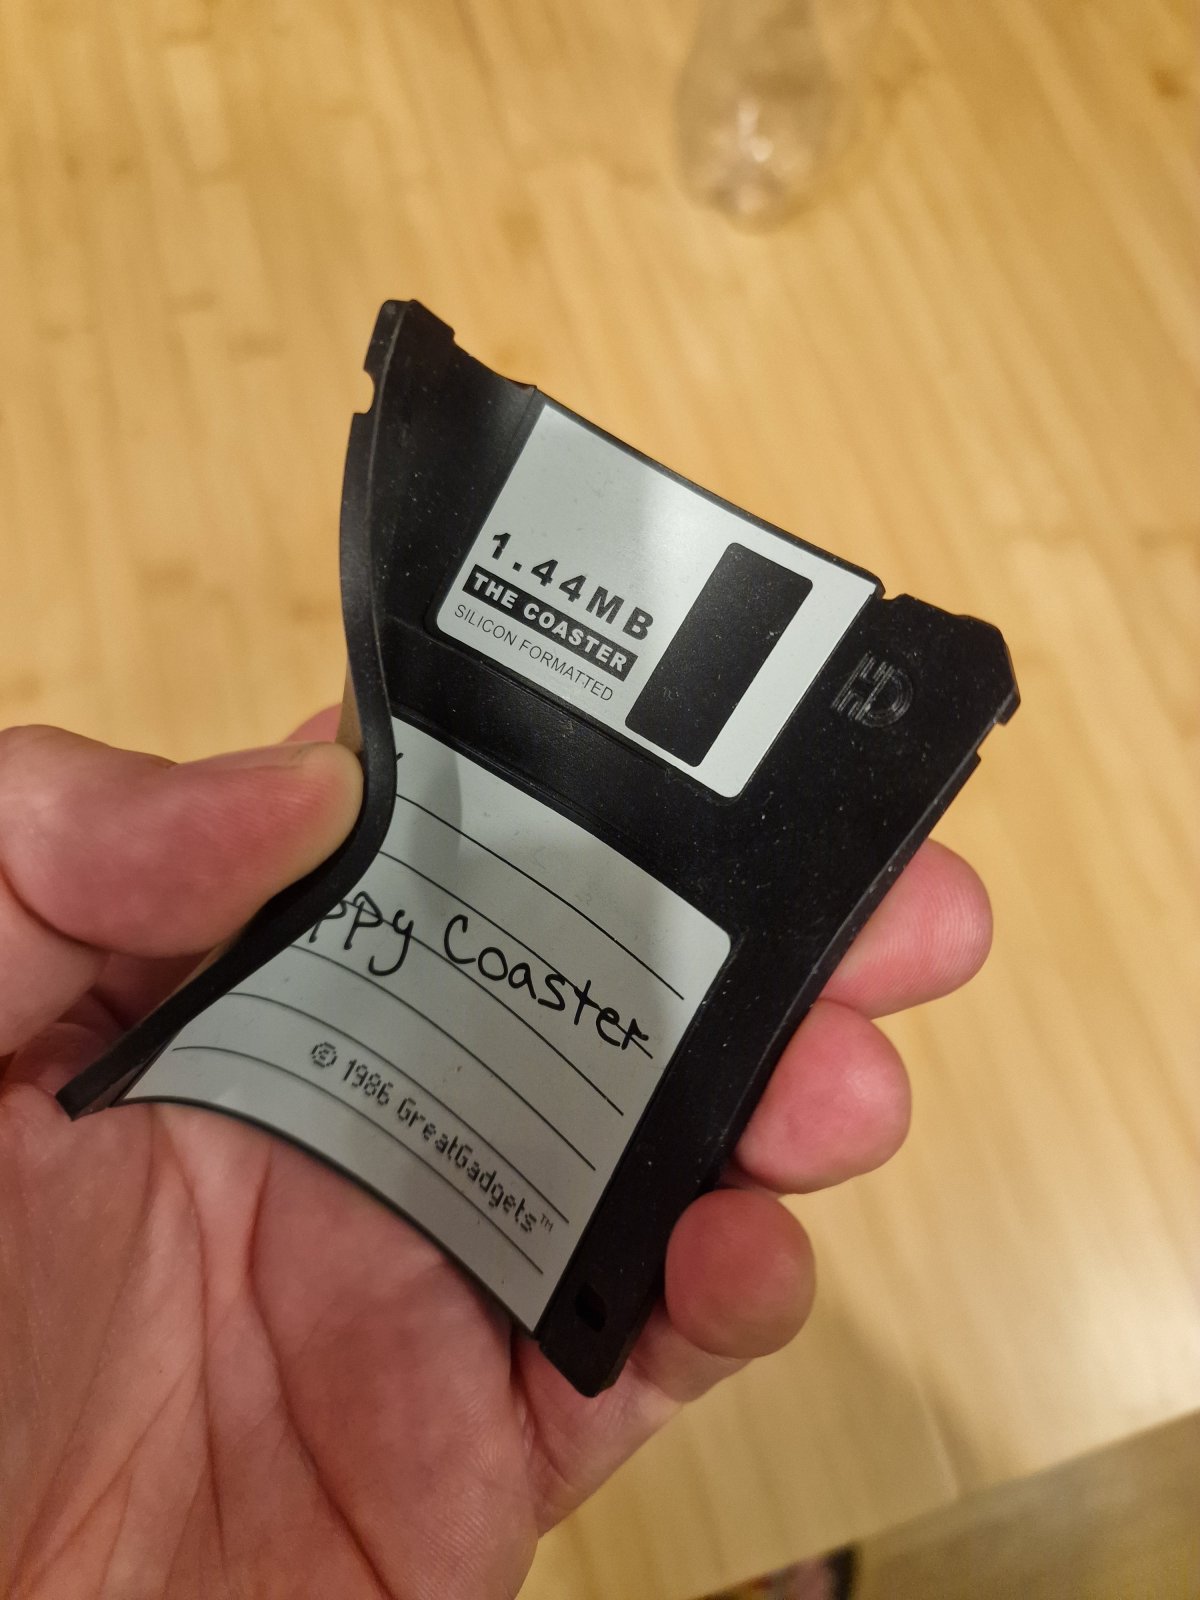 1.44MB
THE COASTER
SILICON FORMATTED
HD
ppy Coaster
© 1986 GreatGadgets™